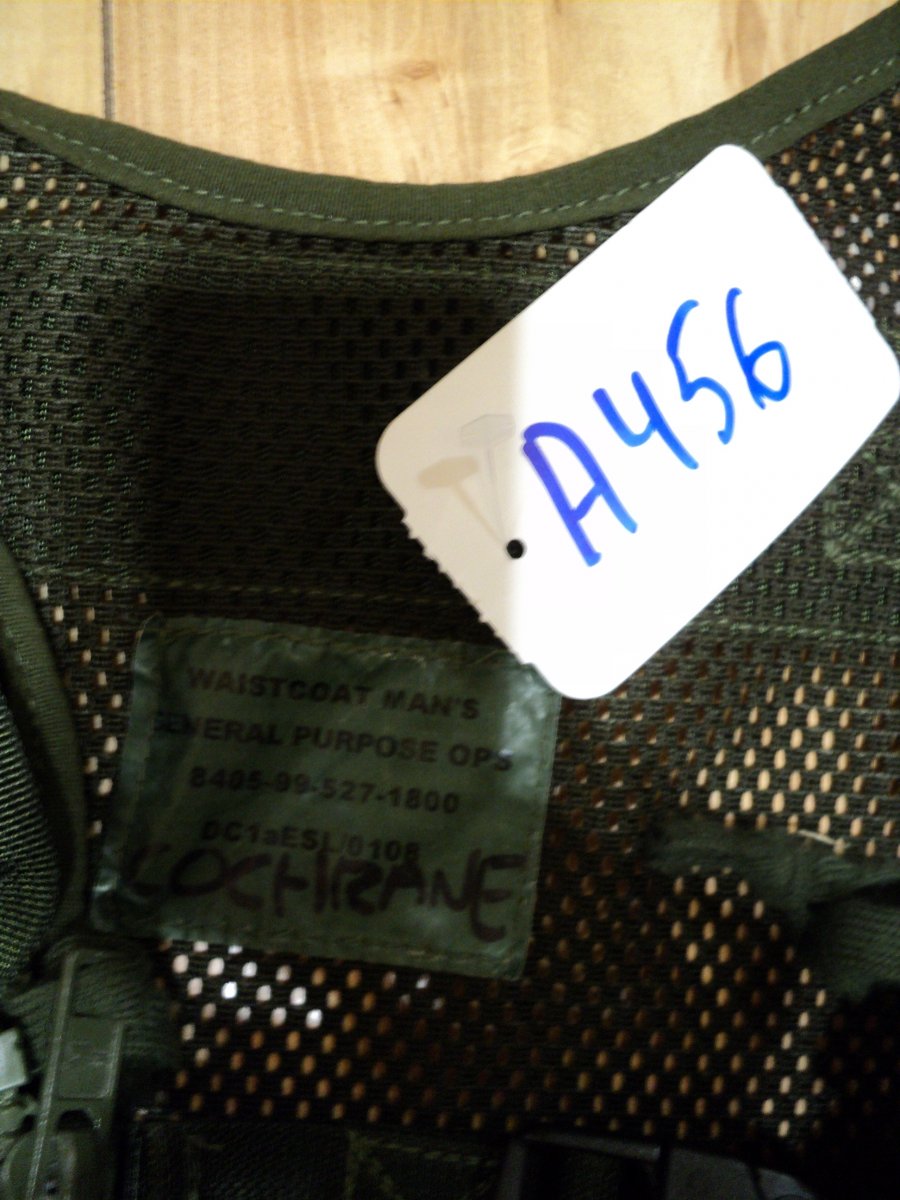 A456
WAISTCOAT MAN'S
GENERAL PURPOSE OPS
8405-99-527-1800
DC1aESL/0108
COCHRANE